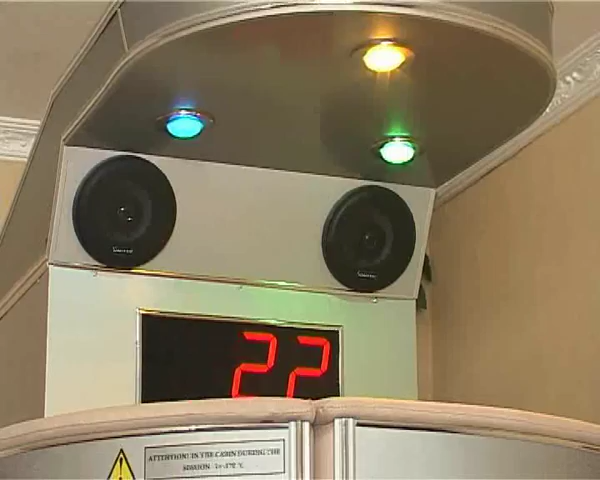 22
ATTENTION! IN THE CABIN DURING THE
SESSION